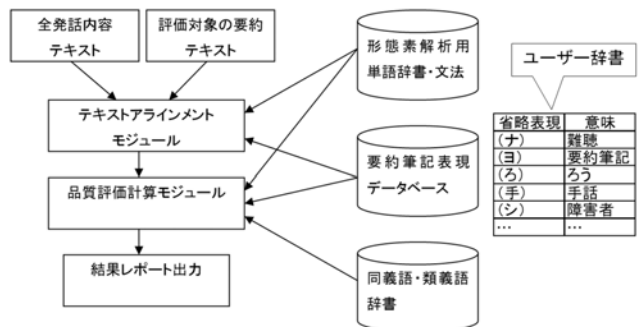 全発話内容
テキスト
評価対象の要約
テキスト
テキストアラインメント
モジュール
品質評価計算モジュール
結果レポート出力
形態素解析用
単語辞書・文法
要約筆記表現
データベース
同義語・類義語
辞書
ユーザー辞書
省略表現 意味
(ナ) 難聴
(ヨ) 要約筆記
(ろ) ろう
(手) 手話
(シ) 障害者
… …